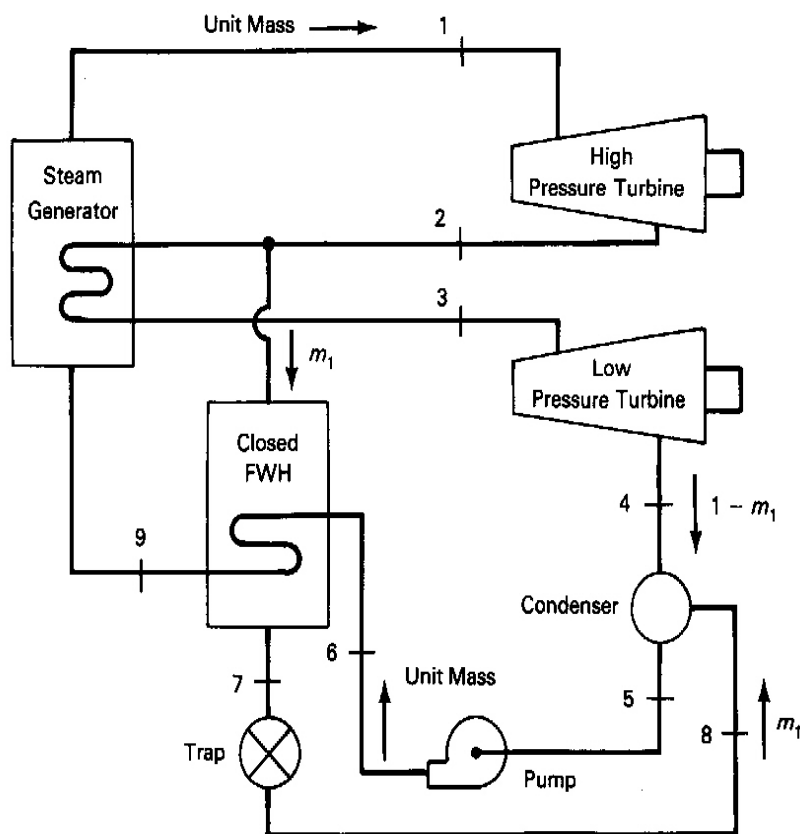 Unit Mass
1
Steam
Generator
High
Pressure Turbine
2
3
m₁
Low
Pressure Turbine
Closed
FWH
4
1 − m₁
9
Condenser
6
7
Unit Mass
5
8
m₁
Trap
Pump